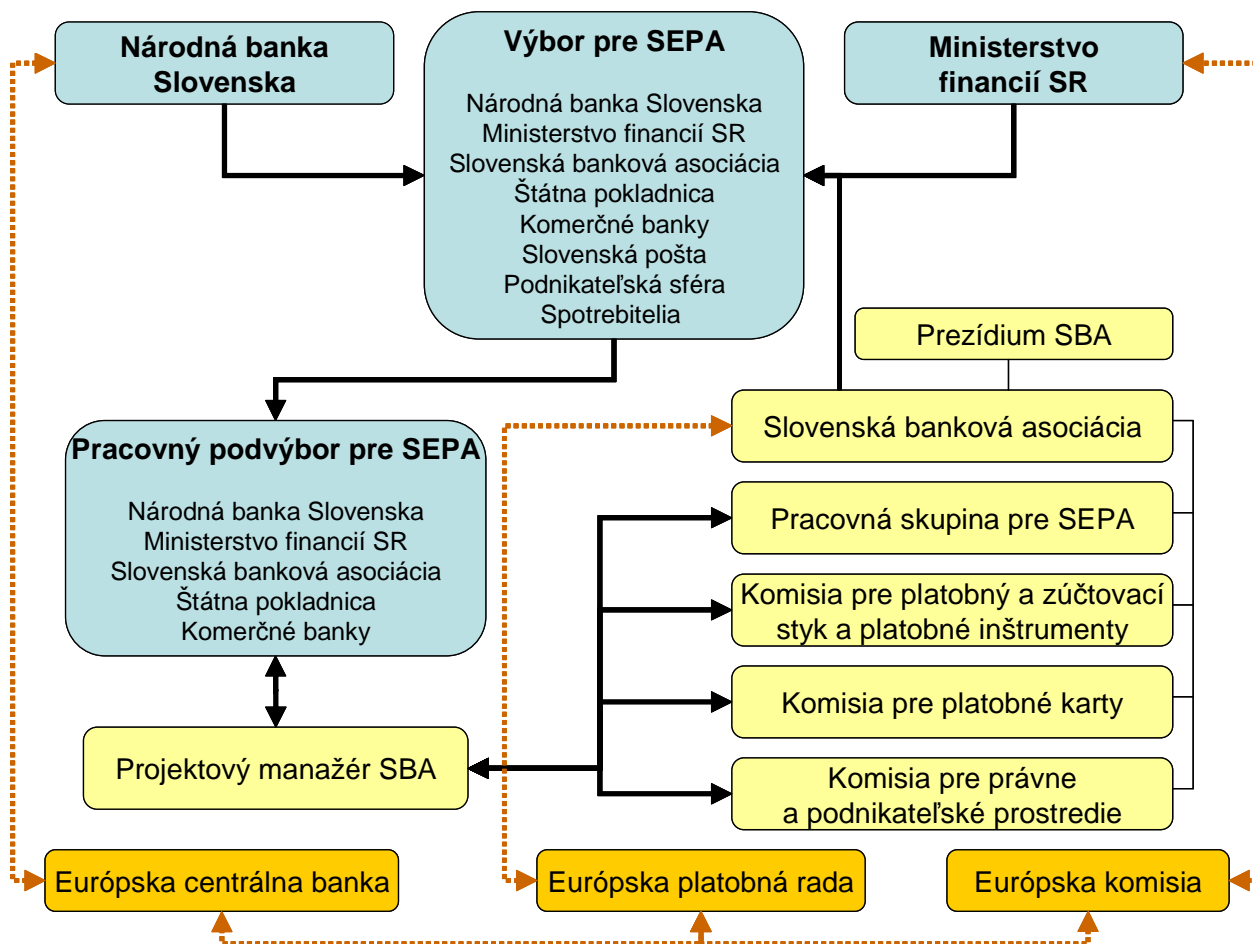 Národná banka
Slovenska
Výbor pre SEPA
Národná banka Slovenska
Ministerstvo financií SR
Slovenská banková asociácia
Štátna pokladnica
Komerčné banky
Slovenská pošta
Podnikateľská sféra
Spotrebitelia
Ministerstvo
financií SR
Prezídium SBA
Slovenská banková asociácia
Pracovný podvýbor pre SEPA
Národná banka Slovenska
Ministerstvo financií SR
Slovenská banková asociácia
Štátna pokladnica
Komerčné banky
Pracovná skupina pre SEPA
Komisia pre platobný a zúčtovací
styk a platobné inštrumenty
Komisia pre platobné karty
Projektový manažér SBA
Komisia pre právne
a podnikateľské prostredie
Európska centrálna banka
Európska platobná rada
Európska komisia